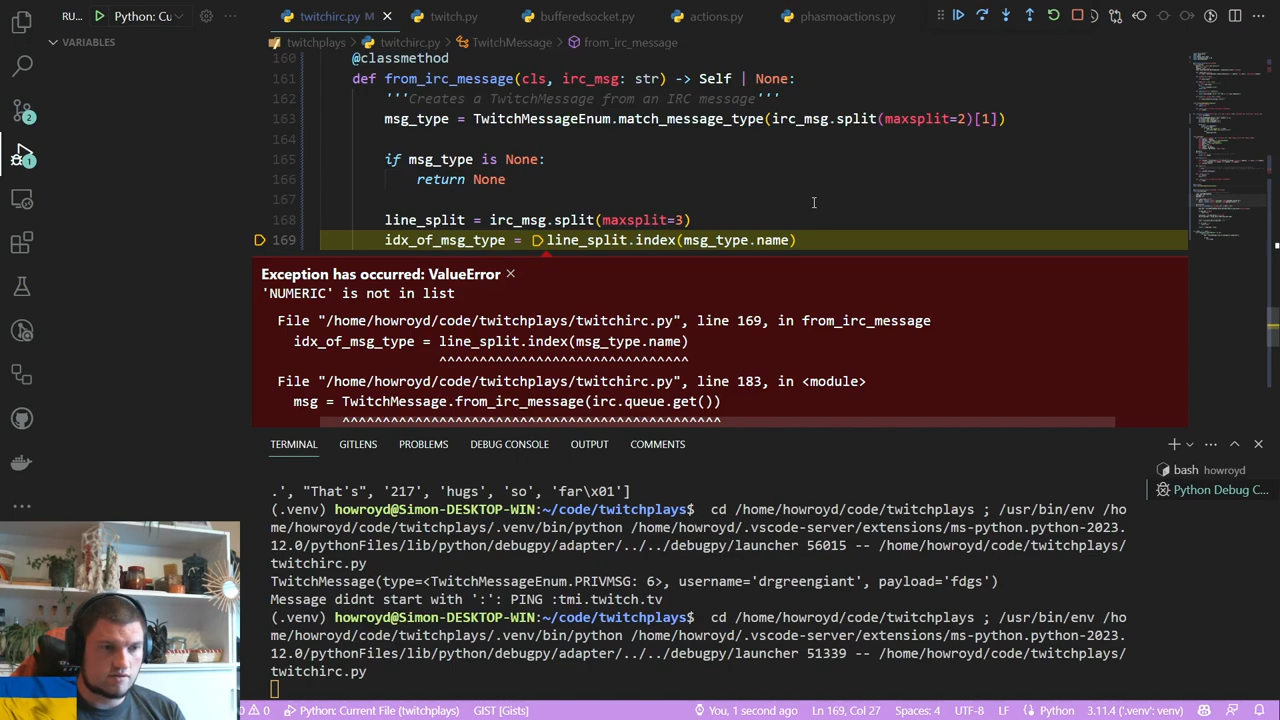 RU...
Python: Cu
twitchirc.py M
twitch.py
bufferedsocket.py
actions.py
phasmoactions.py
VARIABLES
twitchplays > twitchirc.py > TwitchMessage > from_irc_message
160 @classmethod
161 def from_irc_message(cls, irc_msg: str) -> Self | None:
162 '''Creates a TwitchMessage from an IRC message'''
163 msg_type = TwitchMessageEnum.match_message_type(irc_msg.split(maxsplit=2)[1])
164
165 if msg_type is None:
166 return None
167
168 line_split = irc_msg.split(maxsplit=3)
169 idx_of_msg_type = line_split.index(msg_type.name)
Exception has occurred: ValueError
'NUMERIC' is not in list
File "/home/howroyd/code/twitchplays/twitchirc.py", line 169, in from_irc_message
idx_of_msg_type = line_split.index(msg_type.name)
^^^^^^^^^^^^^^^^^^^^^^^^^^^^^^^
File "/home/howroyd/code/twitchplays/twitchirc.py", line 183, in <module>
msg = TwitchMessage.from_irc_message(irc.queue.get())
^^^^^^^^^^^^^^^^^^^^^^^^^^^^^^^^^^^^^^^^^^^^^^^
TERMINAL
GITLENS
PROBLEMS
DEBUG CONSOLE
OUTPUT
COMMENTS
bash howroyd
Python Debug C...
.', "That's", '217', 'hugs', 'so', 'far\x01']
(.venv) howroyd@Simon-DESKTOP-WIN:~/code/twitchplays$ cd /home/howroyd/code/twitchplays ; /usr/bin/env /ho
me/howroyd/code/twitchplays/.venv/bin/python /home/howroyd/.vscode-server/extensions/ms-python.python-2023.
12.0/pythonFiles/lib/python/debugpy/adapter/../../debugpy/launcher 56015 -- /home/howroyd/code/twitchplays/
twitchirc.py
TwitchMessage(type=<TwitchMessageEnum.PRIVMSG: 6>, username='drgreengiant', payload='fdgs')
Message didnt start with ':': PING :tmi.twitch.tv
(.venv) howroyd@Simon-DESKTOP-WIN:~/code/twitchplays$ cd /home/howroyd/code/twitchplays ; /usr/bin/env /ho
me/howroyd/code/twitchplays/.venv/bin/python /home/howroyd/.vscode-server/extensions/ms-python.python-2023.
12.0/pythonFiles/lib/python/debugpy/adapter/../../debugpy/launcher 51339 -- /home/howroyd/code/twitchplays/
twitchirc.py
0 0 Python: Current File (twitchplays) GIST [Gists] You, 1 second ago Ln 169, Col 27 Spaces: 4 UTF-8 LF Python 3.11.4 ('.venv': venv)